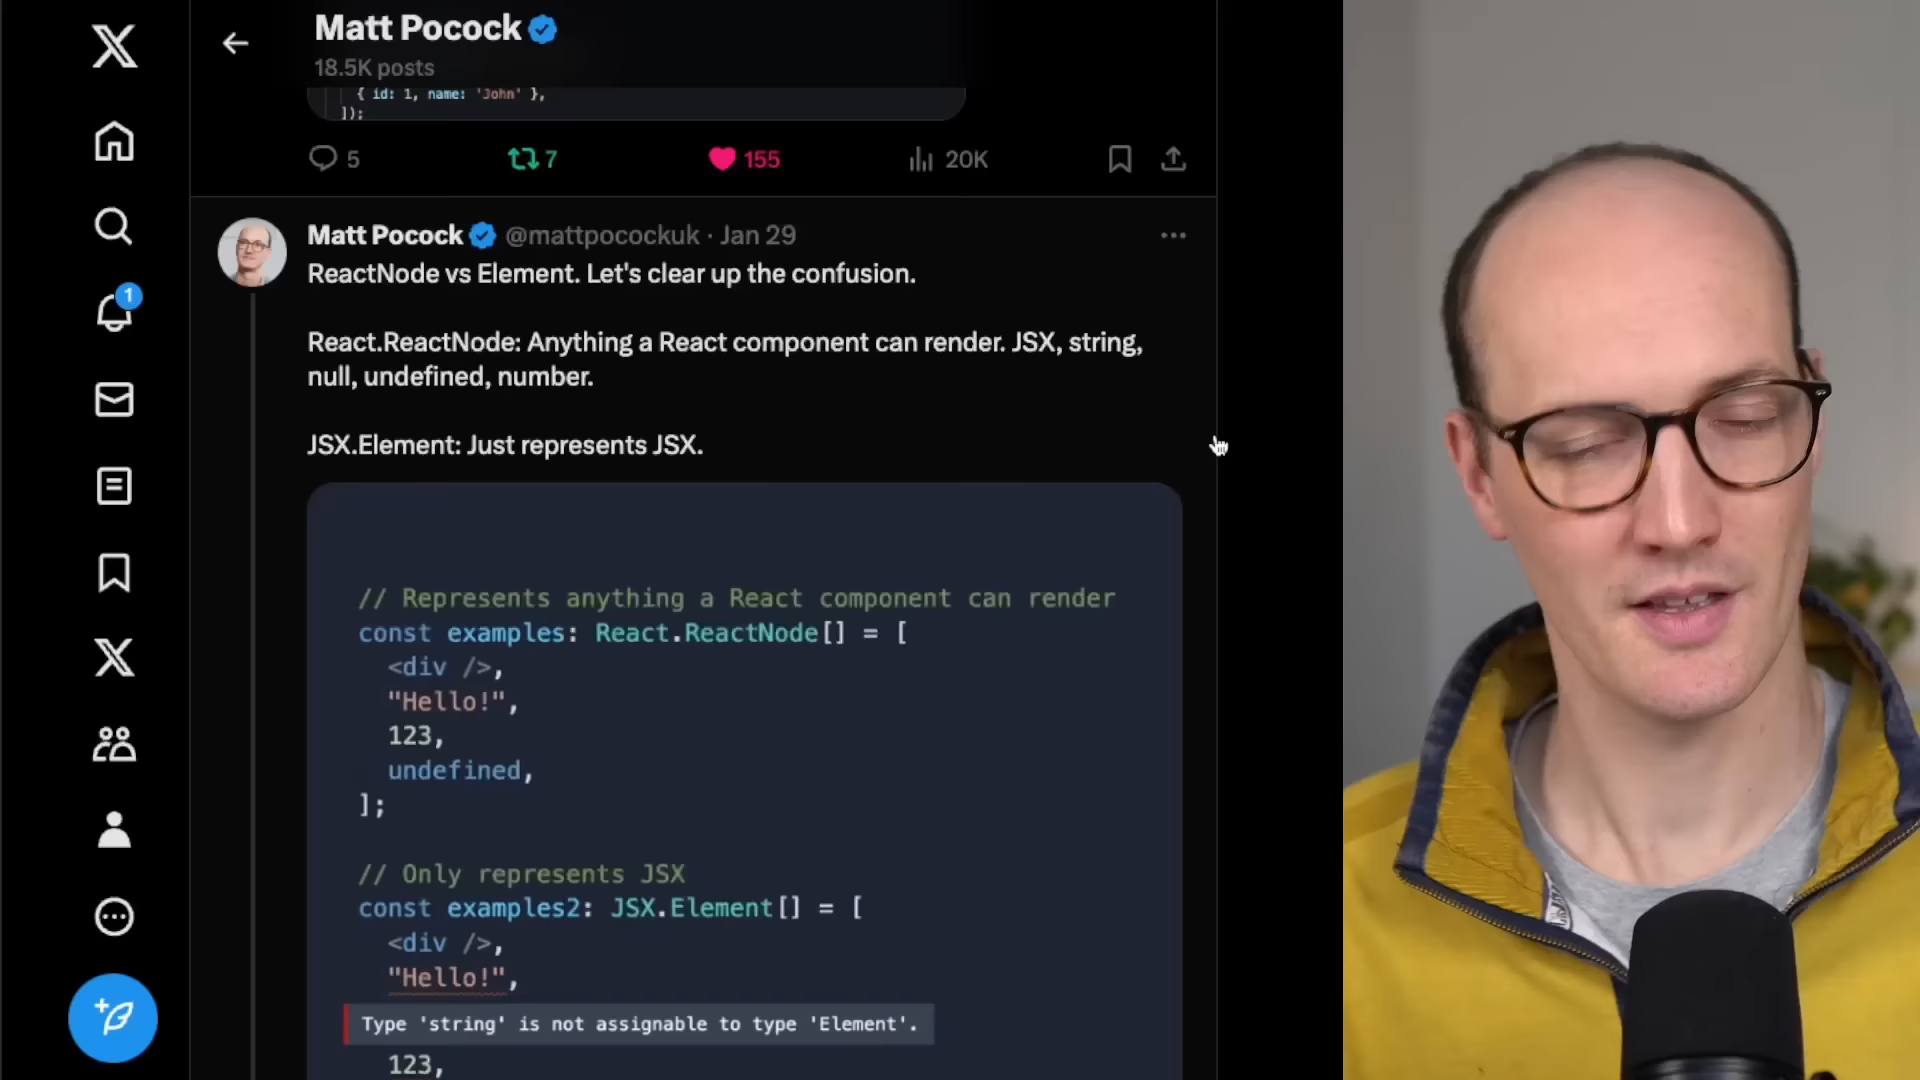 Matt Pocock
18.5K posts
{ id: 1, name: 'John' },
]);
5
7
155
20K
1
Matt Pocock @mattpocockuk · Jan 29
ReactNode vs Element. Let's clear up the confusion.
React.ReactNode: Anything a React component can render. JSX, string,
null, undefined, number.
JSX.Element: Just represents JSX.
// Represents anything a React component can render
const examples: React.ReactNode[] = [
<div />,
"Hello!",
123,
undefined,
];
// Only represents JSX
const examples2: JSX.Element[] = [
<div />,
"Hello!",
Type 'string' is not assignable to type 'Element'.
123,